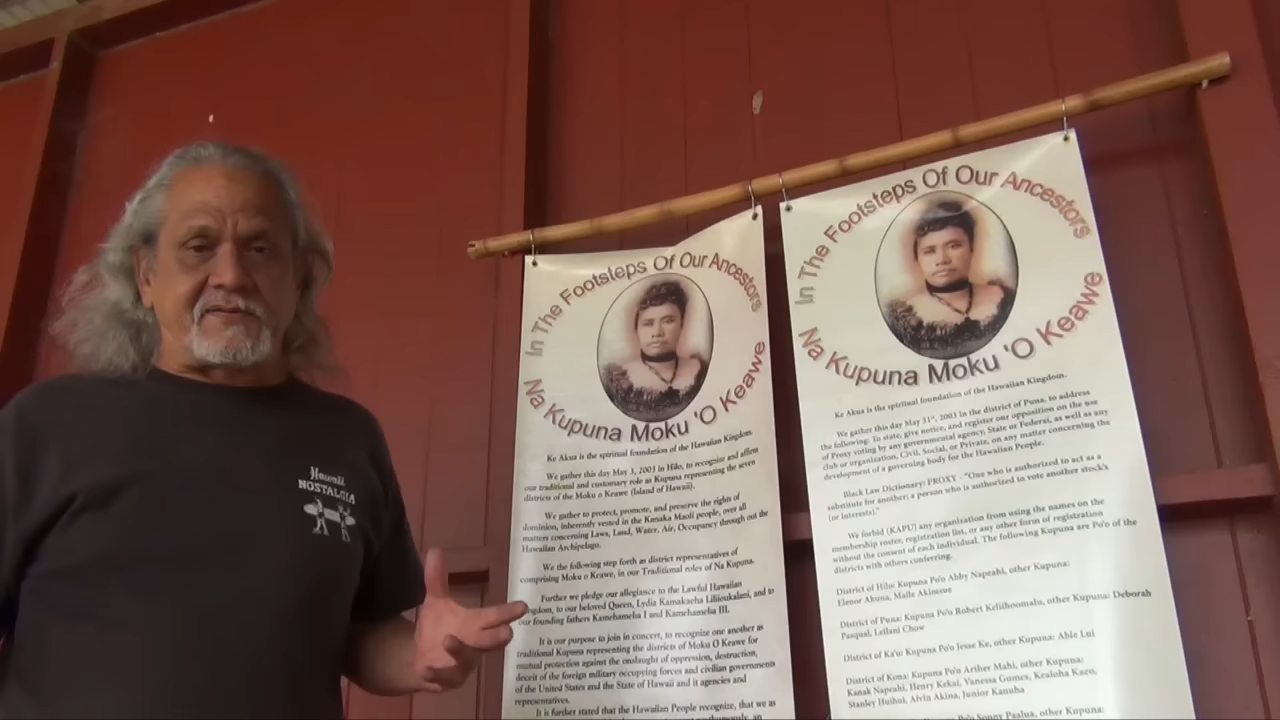 Hawaii
NOSTALGIA
In The Footsteps Of Our Ancestors
Na Kupuna Moku 'O Keawe
Ke Akua is the spiritual foundation of the Hawaiian Kingdom.
We gather this day May 3, 2003 in Hilo, to recognize and affirm
our traditional and customary role as Kupuna representing the seven
districts of the Moku o Keawe (Island of Hawaii).
We gather to protect, promote, and preserve the rights of
dominion, inherently vested in the Kanaka Maoli people, over all
matters concerning Laws, Land, Water, Air, Occupancy through out the
Hawaiian Archipelago.
We the following step forth as district representatives of
comprising Moku o Keawe, in our Traditional roles of Na Kupuna.
Further we pledge our allegiance to the Lawful Hawaiian
ngdom, to our beloved Queen, Lydia Kamakaeha Liliuokalani, and to
our founding fathers Kamehameha I and Kamehameha III.
It is our purpose to join in concert, to recognize one another as
traditional Kupuna representing the districts of Moku O Keawe for
mutual protection against the onslaught of oppression, destruction,
deceit of the foreign military occupying forces and civilian governments
of the United States and the State of Hawaii and it agencies and
representatives.
It is further stated that the Hawaiian People recognize, that we as
In The Footsteps Of Our Ancestors
Na Kupuna Moku 'O Keawe
Ke Akua is the spiritual foundation of the Hawaiian Kingdom.
We gather this day May 31st, 2003 in the district of Puna, to address
the following: To state, give notice, and register our opposition on the use
of Proxy voting by any governmental agency, State or Federal, as well as any
club or organization, Civil, Social, or Private, on any matter concerning the
development of a governing body for the Hawaiian People.
Black Law Dictionary: PROXY - "One who is authorized to act as a
substitute for another; a person who is authorized to vote another stock's
(or interests)."
We forbid (KAPU) any organization from using the names on the
membership roster, registration list, or any other form of registration
without the consent of each individual. The following Kupuna are Po'o of the
districts with others conferring.
District of Hilo: Kupuna Po'o Abby Napeahi, other Kupuna:
Elenor Ahuna, Maile Akimseue
District of Puna: Kupuna Po'o Robert Keliihoomalu, other Kupuna: Deborah
Pasqual, Leilani Chow
District of Ka'u: Kupuna Po'o Jesse Ke, other Kupuna: Able Lui
District of Kona: Kupuna Po'o Arther Mahi, other Kupuna:
Kanak Napeahi, Henry Kekai, Vanessa Gomes, Kealoha Kaeo,
Stanley Huihui, Alvin Akina, Junior Kanuha
Kupuna Po'o Sonny Paalua, other Kupuna: